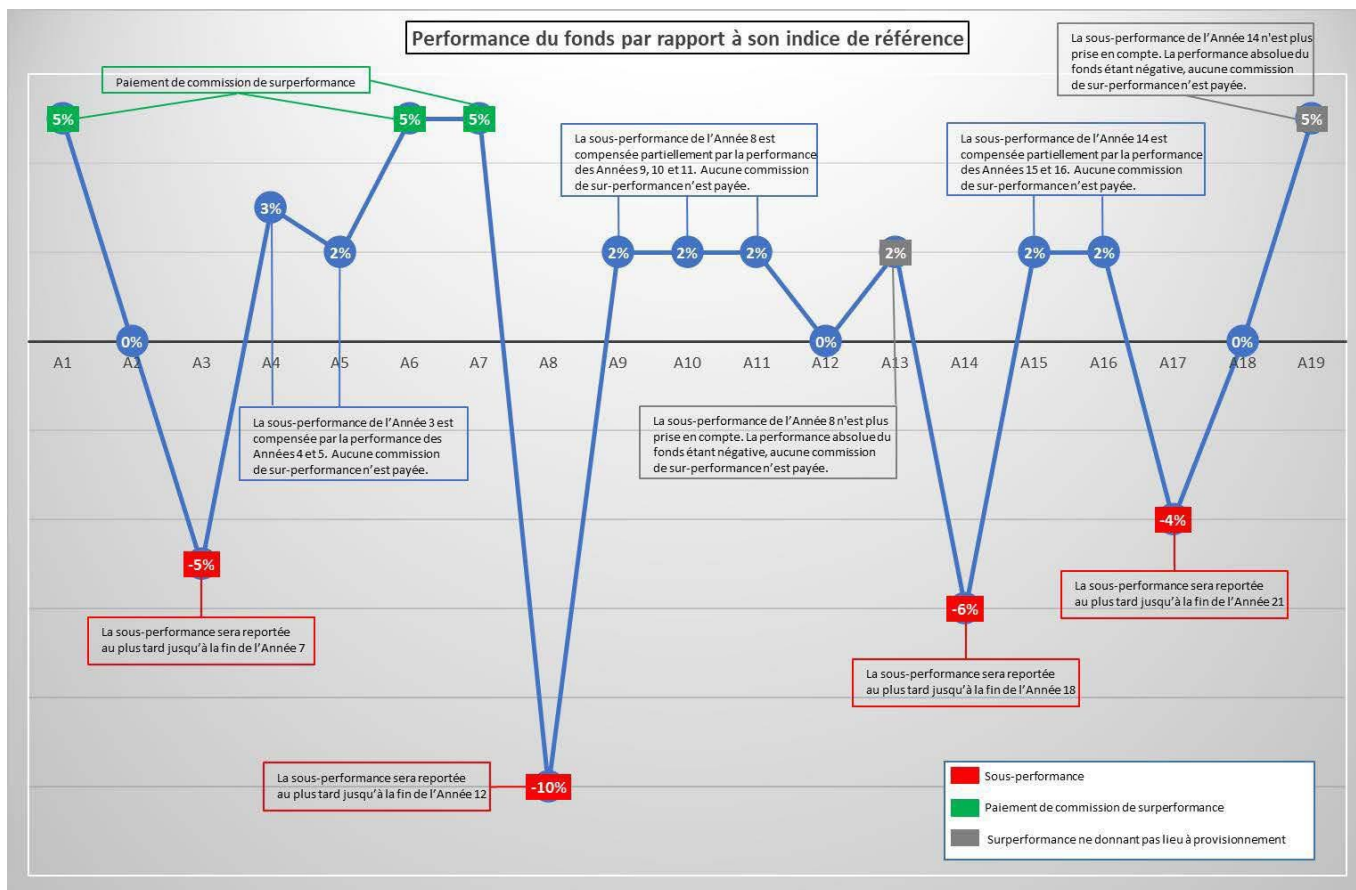 Performance du fonds par rapport à son indice de référence
La sous-performance de l'Année 14 n'est plus
prise en compte. La performance absolue du
fonds étant négative, aucune commission
de sur-performance n'est payée.
Paiement de commission de surperformance
5%
5%
5%
5%
La sous-performance de l'Année 8 est
compensée partiellement par la performance
des Années 9, 10 et 11. Aucune commission
de sur-performance n'est payée.
La sous-performance de l'Année 14 est
compensée partiellement par la performance
des Années 15 et 16. Aucune commission
de sur-performance n'est payée.
3%
2%
2%
2%
2%
2%
2%
2%
0%
0%
0%
A1
A2
A3
A4
A5
A6
A7
A8
A9
A10
A11
A12
A13
A14
A15
A16
A17
A18
A19
La sous-performance de l'Année 3 est
compensée par la performance des
Années 4 et 5. Aucune commission
de sur-performance n'est payée.
La sous-performance de l'Année 8 n'est plus
prise en compte. La performance absolue du
fonds étant négative, aucune commission
de sur-performance n'est payée.
-5%
-4%
-6%
La sous-performance sera reportée
au plus tard jusqu'à la fin de l'Année 7
La sous-performance sera reportée
au plus tard jusqu'à la fin de l'Année 21
La sous-performance sera reportée
au plus tard jusqu'à la fin de l'Année 18
La sous-performance sera reportée
au plus tard jusqu'à la fin de l'Année 12
-10%
Sous-performance
Paiement de commission de surperformance
Surperformance ne donnant pas lieu à provisionnement